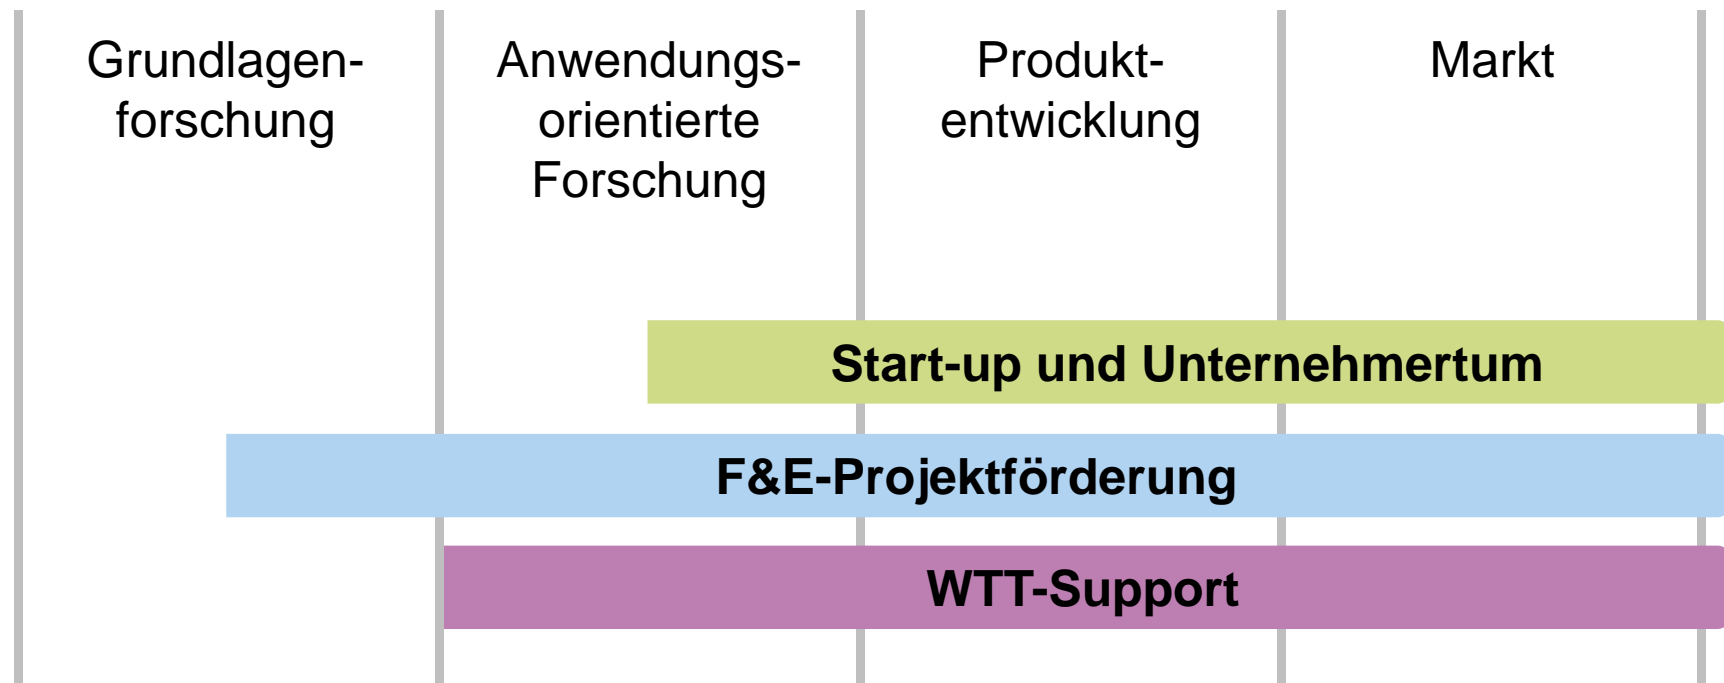 Grundlagen-
forschung
Anwendungs-
orientierte
Forschung
Produkt-
entwicklung
Markt
Start-up und Unternehmertum
F&E-Projektförderung
WTT-Support